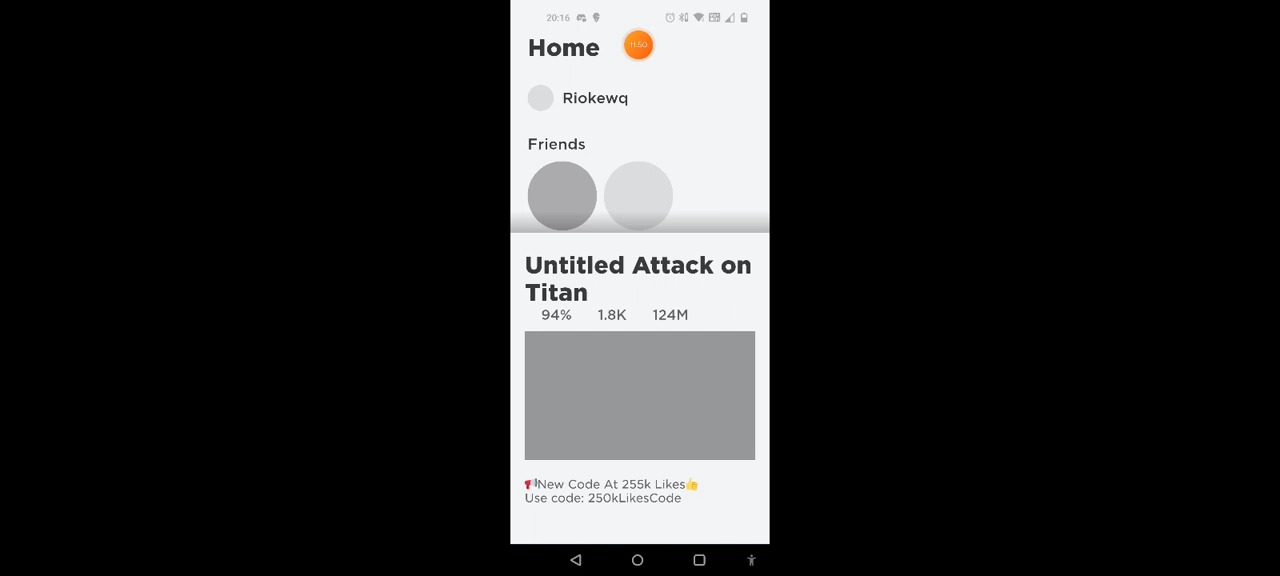 20:16
Home
11:50
Riokewq
Friends
Untitled Attack on
Titan
94% 1.8K 124M
📢New Code At 255k Likes👍
Use code: 250kLikesCode